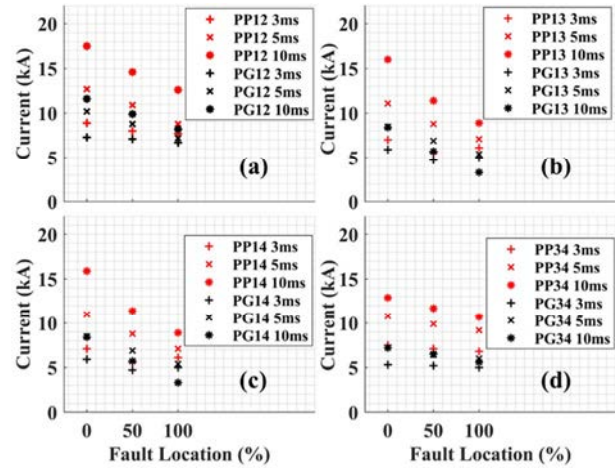 20
15
10
5
0
Current (kA)
PP12 3ms
PP12 5ms
PP12 10ms
PG12 3ms
PG12 5ms
PG12 10ms
(a)
20
15
10
5
0
Current (kA)
PP13 3ms
PP13 5ms
PP13 10ms
PG13 3ms
PG13 5ms
PG13 10ms
(b)
20
15
10
5
0
Current (kA)
PP14 3ms
PP14 5ms
PP14 10ms
PG14 3ms
PG14 5ms
PG14 10ms
(c)
0 50 100
Fault Location (%)
20
15
10
5
0
Current (kA)
PP34 3ms
PP34 5ms
PP34 10ms
PG34 3ms
PG34 5ms
PG34 10ms
(d)
0 50 100
Fault Location (%)